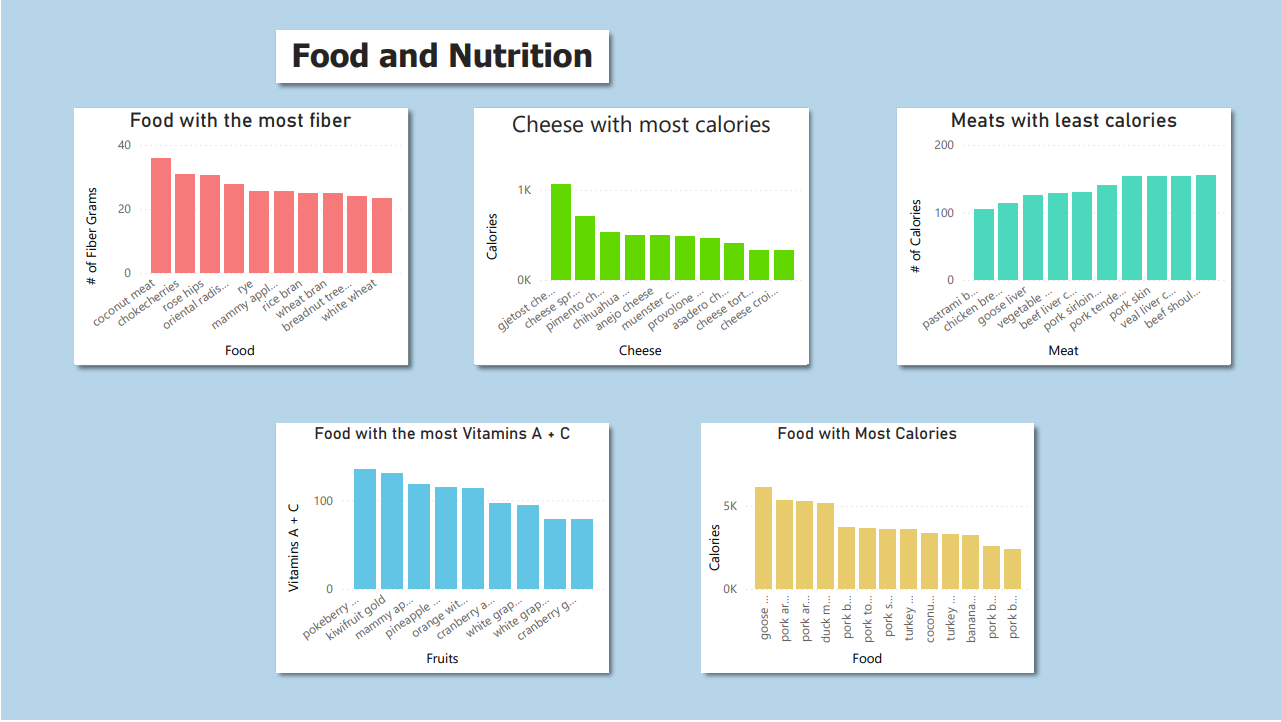 Food and Nutrition
Food with the most fiber
40
20
0
# of Fiber Grams
coconut meat
chokecherries
rose hips
oriental radis...
rye
mammy appl...
rice bran
wheat bran
breadnut tree...
white wheat
Food
Cheese with most calories
1K
0K
Calories
gjetost che...
cheese spr...
pimento ch...
chihuahua ...
anejo cheese
muenster c...
provolone ...
asadero ch...
cheese tort...
cheese croi...
Cheese
Meats with least calories
200
100
0
# of Calories
pastrami b...
chicken bre...
goose liver
vegetable ...
beef liver c...
pork sirloin...
pork tende...
pork skin
veal liver c...
beef shoul...
Meat
Food with the most Vitamins A + C
100
0
Vitamins A + C
pokeberry ...
kiwifruit gold
mammy ap...
pineapple ...
orange wit...
cranberry a...
white grap...
white grap...
cranberry g...
Fruits
Food with Most Calories
5K
0K
Calories
goose ...
pork ar...
pork ar...
duck m...
pork b...
pork to...
pork s...
turkey ...
coconu...
turkey ...
banana...
pork b...
pork b...
Food